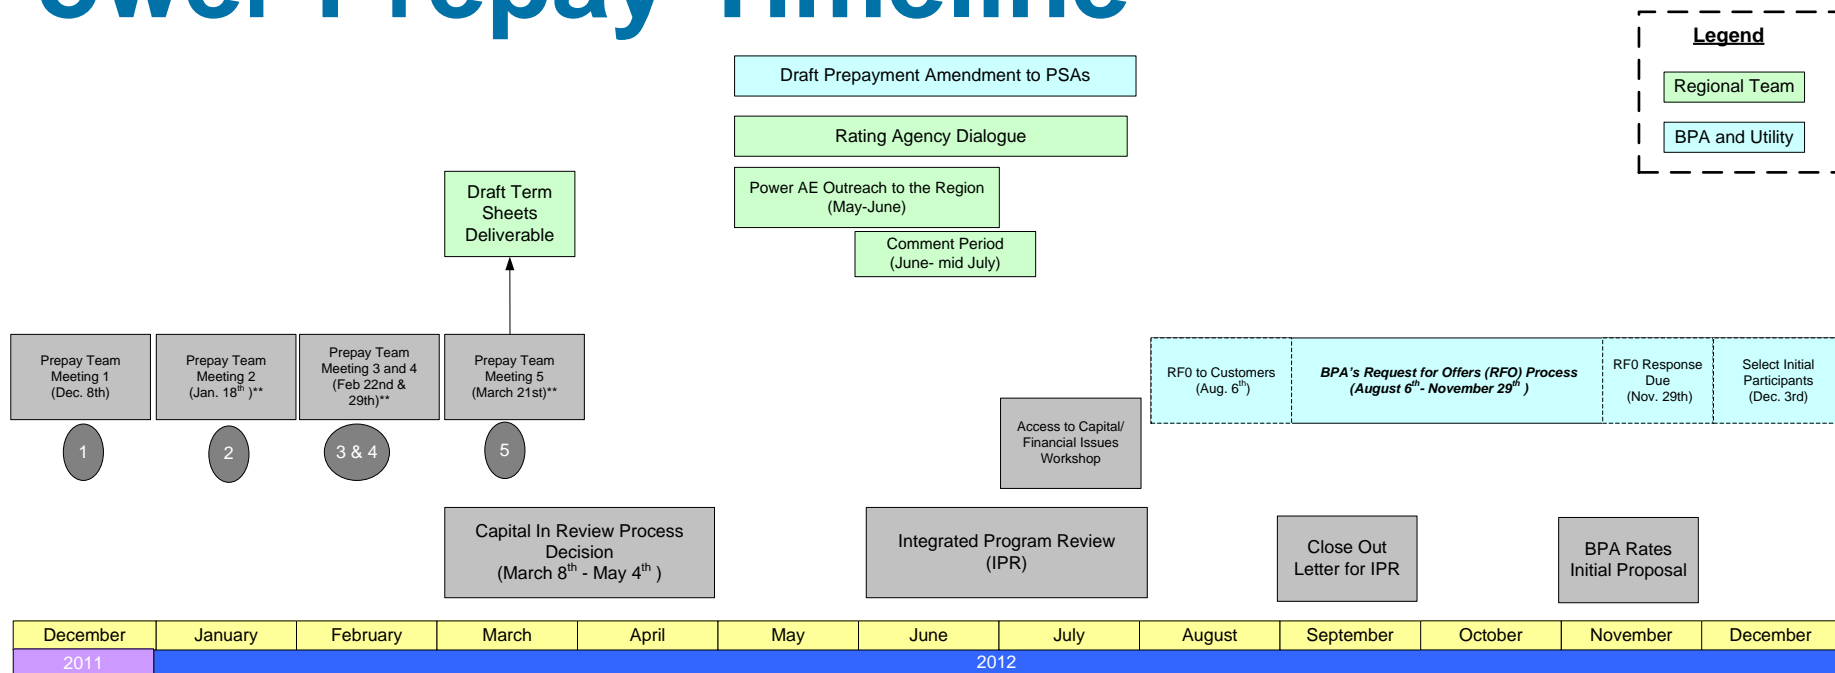 ower Prepay Timeline
Legend
Regional Team
BPA and Utility
Draft Prepayment Amendment to PSAs
Rating Agency Dialogue
Power AE Outreach to the Region
(May-June)
Comment Period
(June- mid July)
Draft Term
Sheets
Deliverable
Prepay Team
Meeting 1
(Dec. 8th)
Prepay Team
Meeting 2
(Jan. 18th )**
Prepay Team
Meeting 3 and 4
(Feb 22nd &
29th)**
Prepay Team
Meeting 5
(March 21st)**
RF0 to Customers
(Aug. 6th)
BPA's Request for Offers (RFO) Process
(August 6th- November 29th )
RF0 Response
Due
(Nov. 29th)
Select Initial
Participants
(Dec. 3rd)
1
2
3 & 4
5
Access to Capital/
Financial Issues
Workshop
Capital In Review Process
Decision
(March 8th - May 4th )
Integrated Program Review
(IPR)
Close Out
Letter for IPR
BPA Rates
Initial Proposal
December
January
February
March
April
May
June
July
August
September
October
November
December
2011
2012